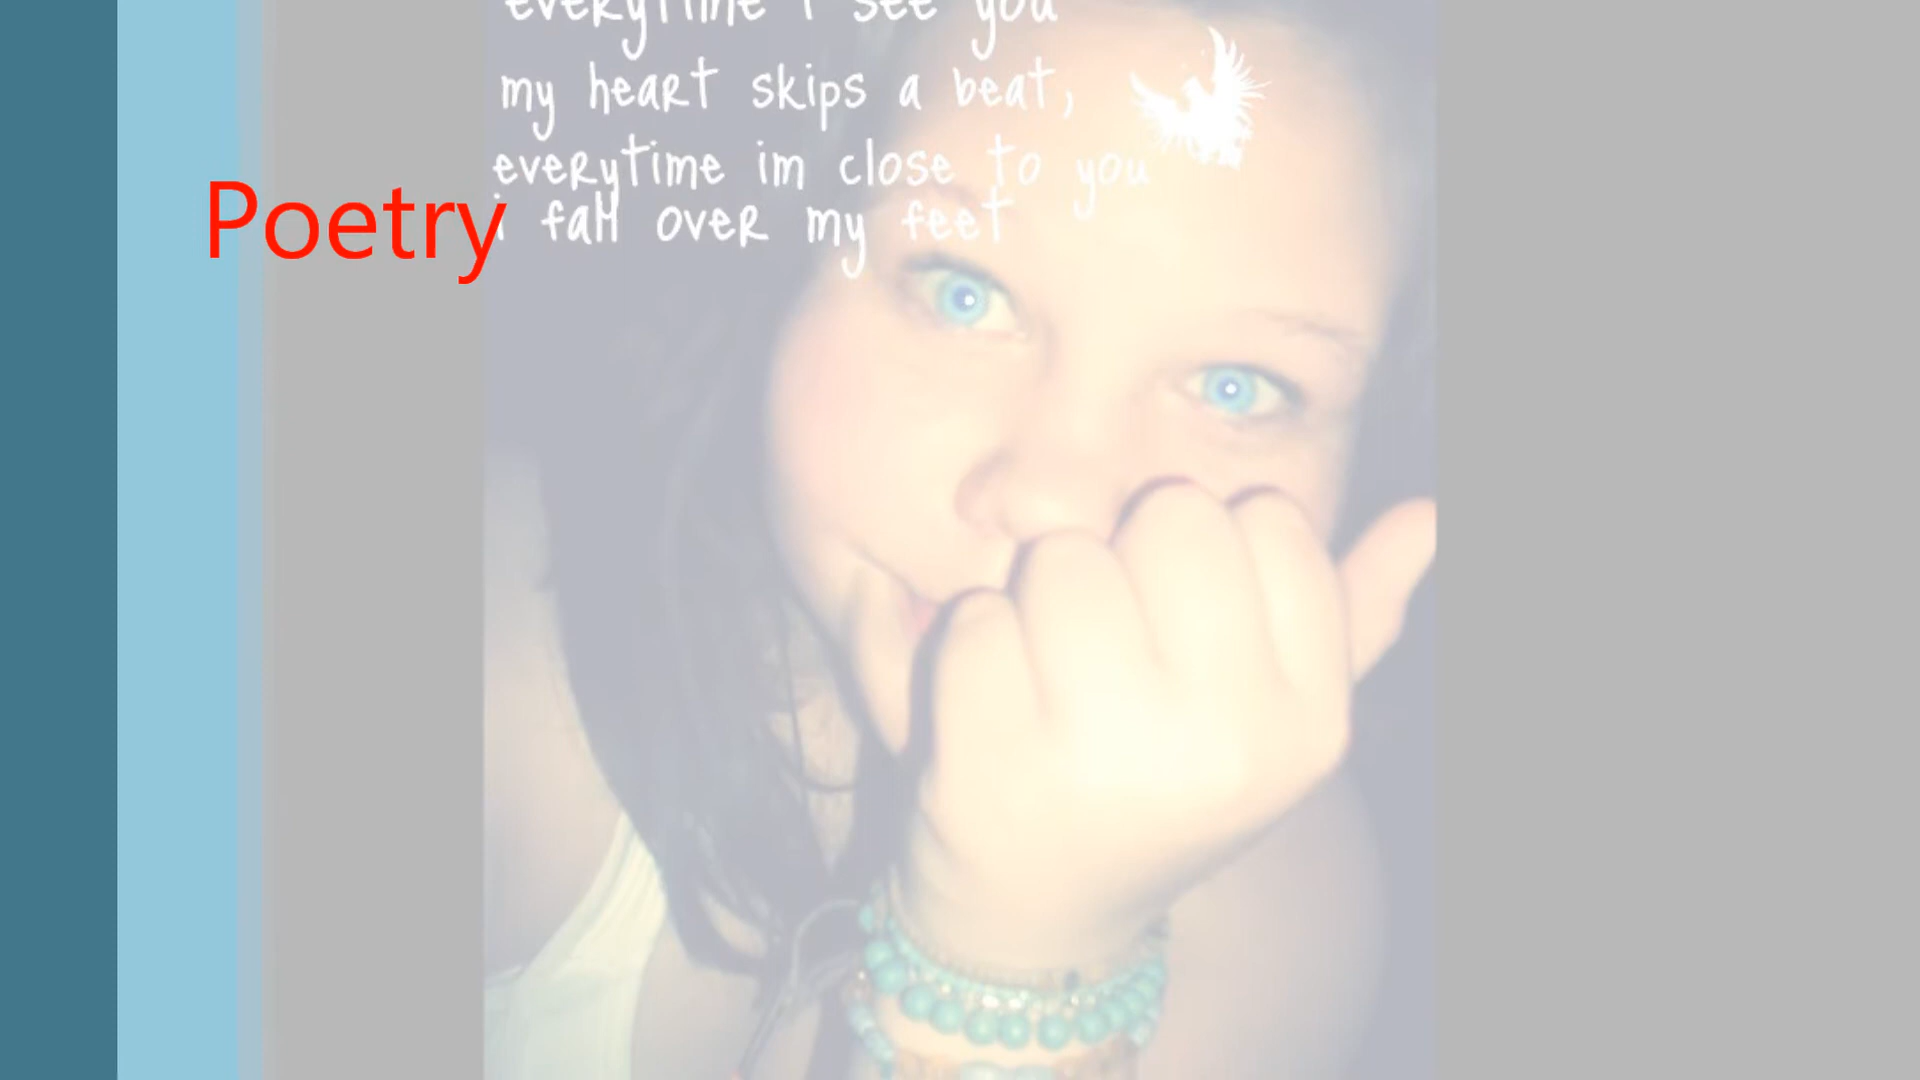 everytime i see you
my heart skips a beat,
everytime im close to you
i fall over my feet
Poetry